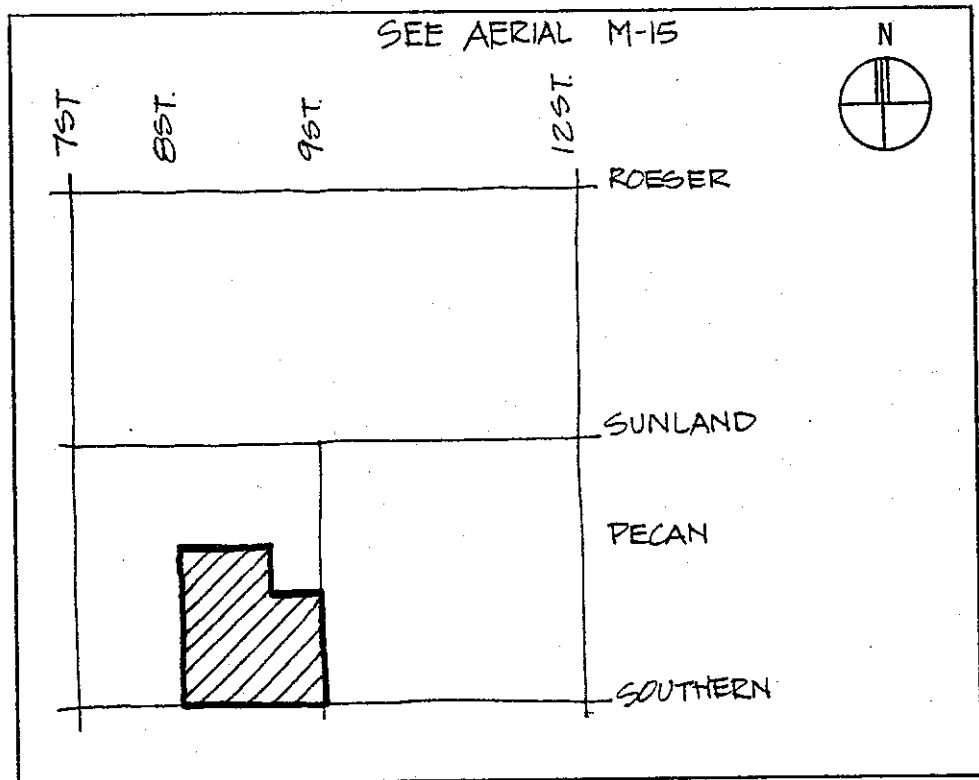 SEE AERIAL M-15
N
7ST
8ST.
9ST.
12ST.
ROESER
SUNLAND
PECAN
SOUTHERN